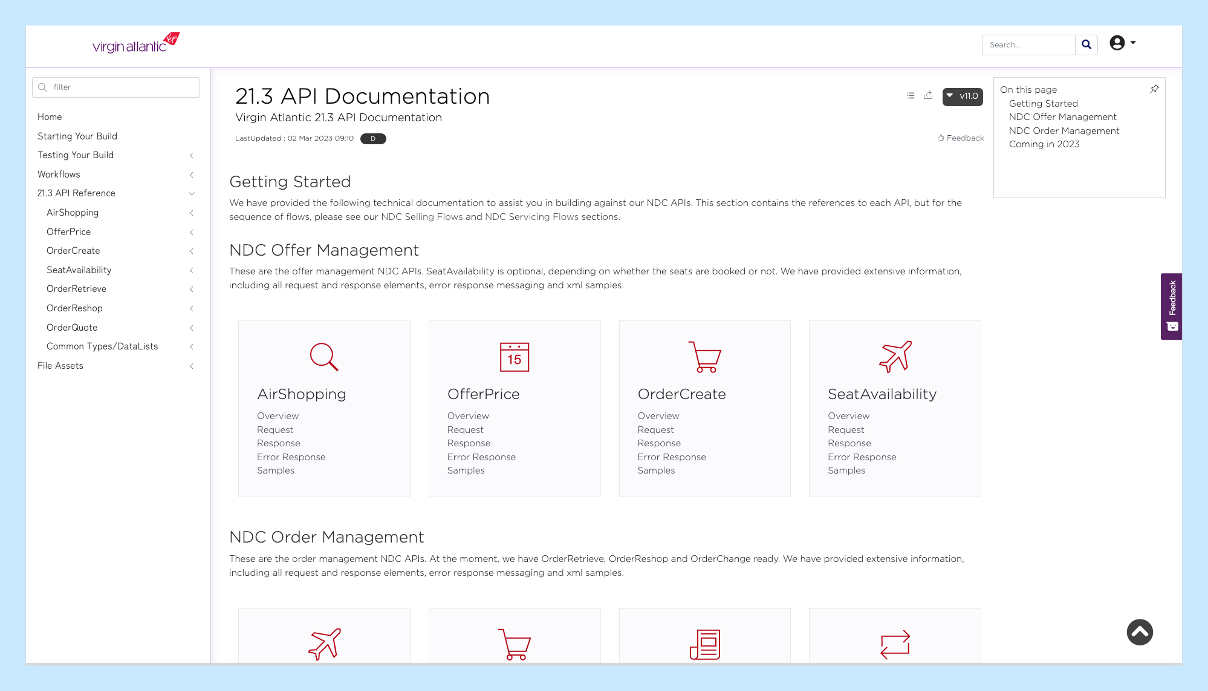 virgin atlantic
Search...
filter
Home
Starting Your Build
Testing Your Build
Workflows
21.3 API Reference
AirShopping
OfferPrice
OrderCreate
SeatAvailability
OrderRetrieve
OrderReshop
OrderQuote
Common Types/DataLists
File Assets
21.3 API Documentation
v11.0
Virgin Atlantic 21.3 API Documentation
LastUpdated : 02 Mar 2023 09:10 D
Feedback
On this page
Getting Started
NDC Offer Management
NDC Order Management
Coming in 2023
Getting Started
We have provided the following technical documentation to assist you in building against our NDC APIs. This section contains the references to each API, but for the
sequence of flows, please see our NDC Selling Flows and NDC Servicing Flows sections.
NDC Offer Management
These are the offer management NDC APIs. SeatAvailability is optional, depending on whether the seats are booked or not. We have provided extensive information,
including all request and response elements, error response messaging and xml samples.
Feedback
AirShopping
Overview
Request
Response
Error Response
Samples
15
OfferPrice
Overview
Request
Response
Error Response
Samples
OrderCreate
Overview
Request
Response
Error Response
Samples
SeatAvailability
Overview
Request
Response
Error Response
Samples
NDC Order Management
These are the order management NDC APIs. At the moment, we have OrderRetrieve, OrderReshop and OrderChange ready. We have provided extensive information,
including all request and response elements, error response messaging and xml samples.